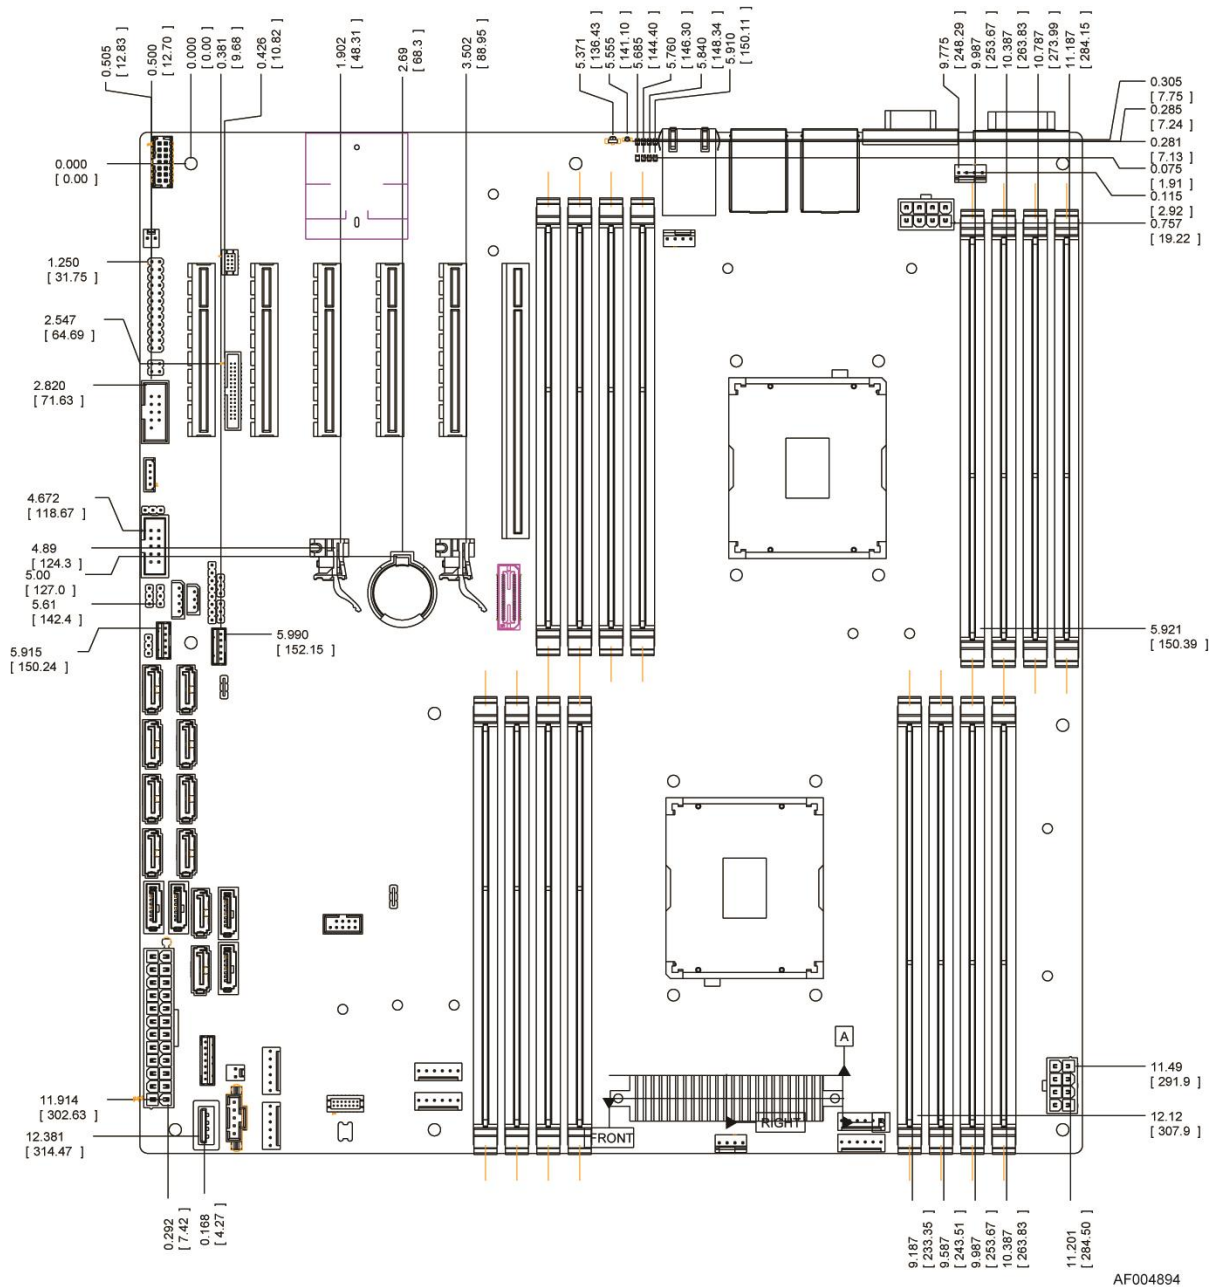 0.505
[ 12.83 ]
0.500
[ 12.70 ]
0.000
[ 0.00 ]
0.381
[ 9.68 ]
0.426
[ 10.82 ]
1.902
[ 48.31 ]
2.69
[ 68.3 ]
3.502
[ 88.95 ]
5.371
[ 136.43 ]
5.555
[ 141.10 ]
5.685
[ 144.40 ]
5.760
[ 146.30 ]
5.840
[ 148.34 ]
5.910
[ 150.11 ]
9.775
[ 248.29 ]
9.987
[ 253.67 ]
10.387
[ 263.83 ]
10.787
[ 273.99 ]
11.187
[ 284.15 ]
0.305
[ 7.75 ]
0.285
[ 7.24 ]
0.281
[ 7.13 ]
0.075
[ 1.91 ]
0.115
[ 2.92 ]
0.757
[ 19.22 ]
0.000
[ 0.00 ]
1.250
[ 31.75 ]
2.547
[ 64.69 ]
2.820
[ 71.63 ]
4.672
[ 118.67 ]
4.89
[ 124.3 ]
5.00
[ 127.0 ]
5.61
[ 142.4 ]
5.915
[ 150.24 ]
5.990
[ 152.15 ]
5.921
[ 150.39 ]
A
FRONT
RIGHT
11.49
[ 291.9 ]
12.12
[ 307.9 ]
11.914
[ 302.63 ]
12.381
[ 314.47 ]
0.292
[ 7.42 ]
0.168
[ 4.27 ]
9.187
[ 233.35 ]
9.587
[ 243.51 ]
9.987
[ 253.67 ]
10.387
[ 263.83 ]
11.201
[ 284.50 ]
AF004894